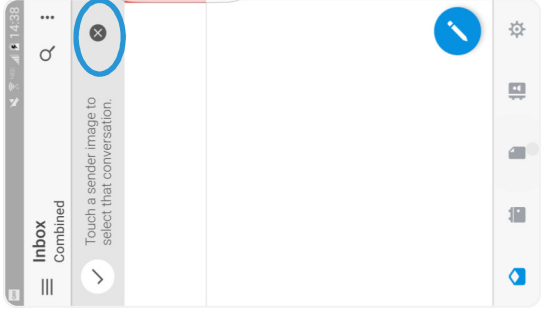 14:38
Inbox
Combined
Touch a sender image to
select that conversation.